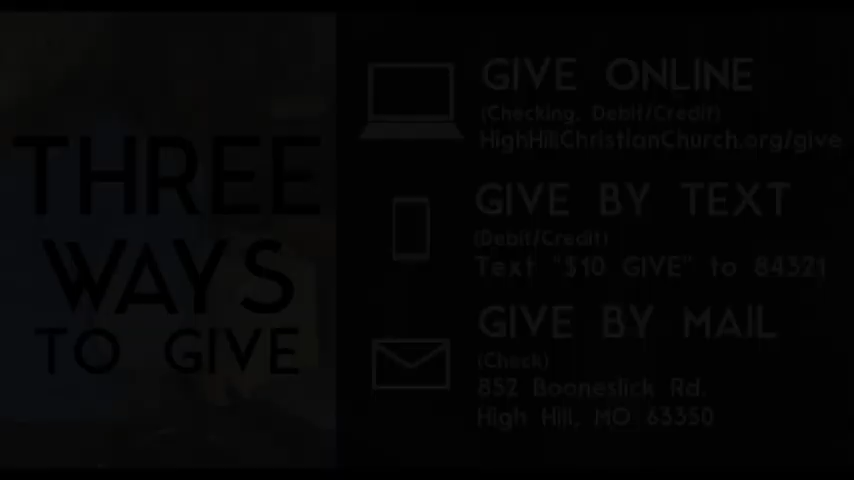 THREE
WAYS
TO GIVE
GIVE ONLINE
(Checking, Debit/Credit)
HighHillChristianChurch.org/give
GIVE BY TEXT
(Debit/Credit)
Text "$10 GIVE" to 84321
GIVE BY MAIL
(Check)
852 Booneslick Rd.
High Hill, MO 63350